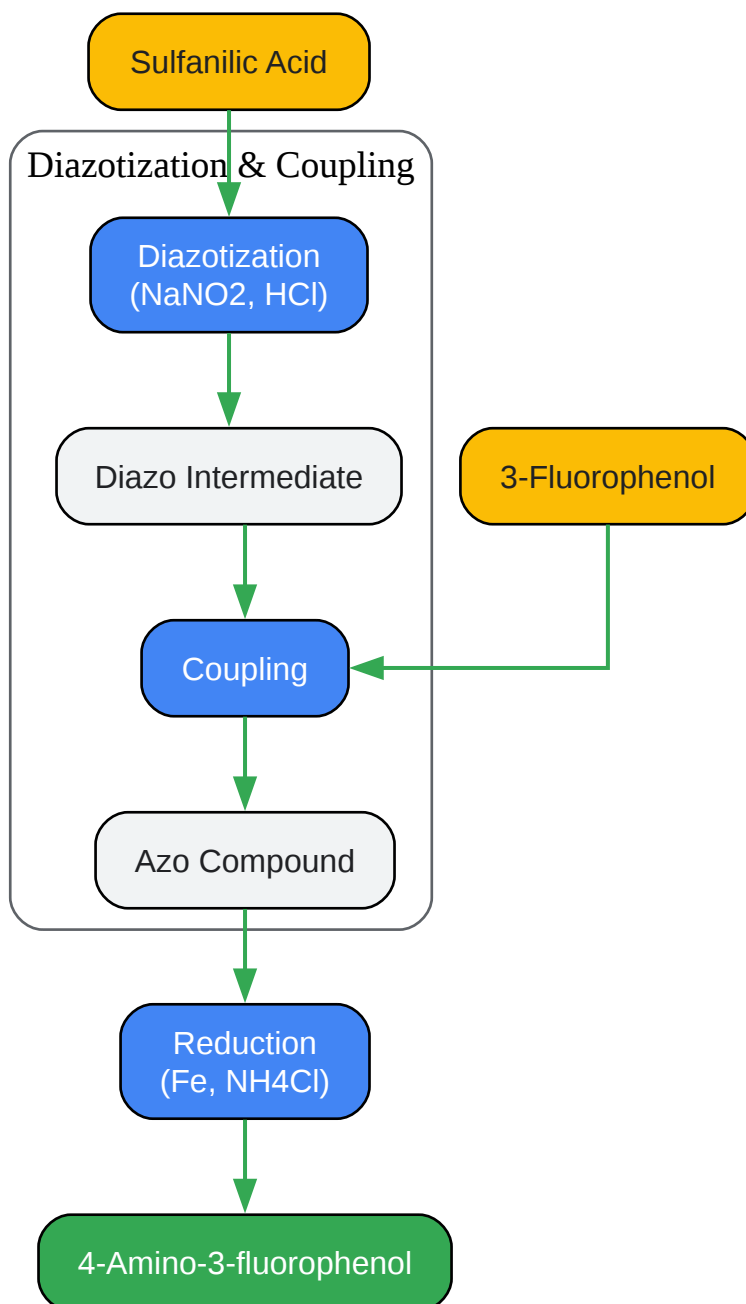 Sulfanilic Acid
Diazotization & Coupling
Diazotization
(NaNO2, HCl)
Diazo Intermediate
3-Fluorophenol
Coupling
Azo Compound
Reduction
(Fe, NH4Cl)
4-Amino-3-fluorophenol